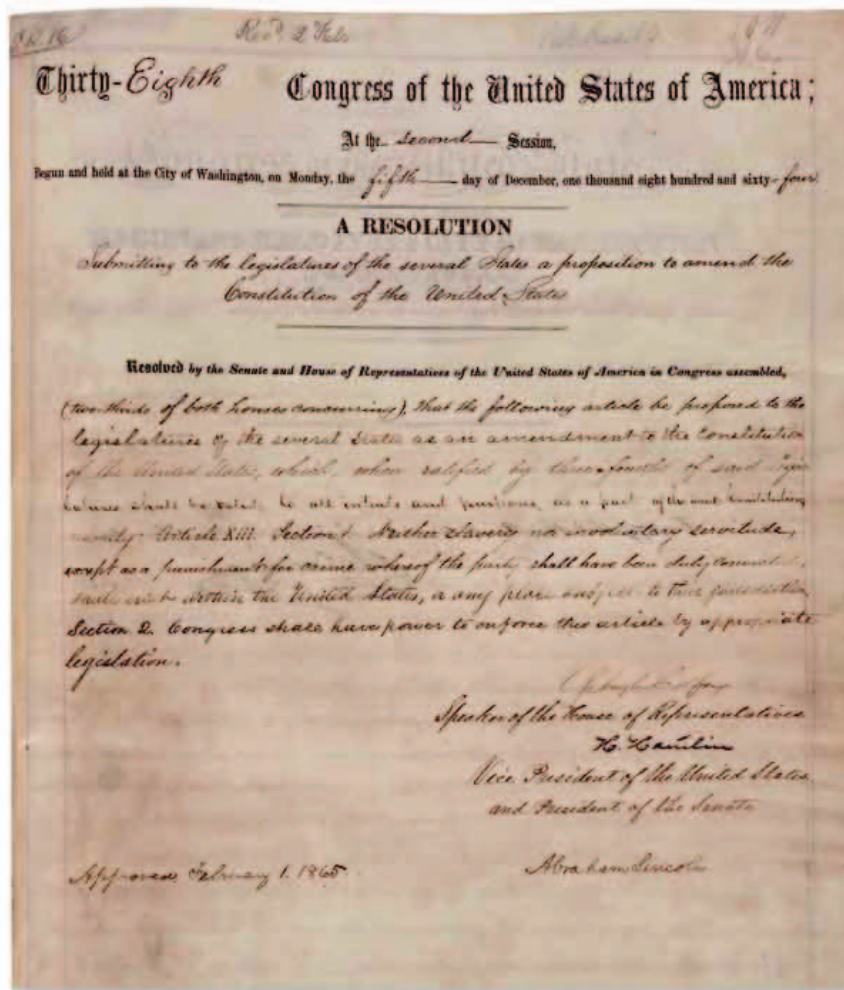 Recd. 2 Feb
Thirty-Eighth Congress of the United States of America;
At the second Session,
Begun and held at the City of Washington, on Monday, the fifth day of December, one thousand eight hundred and sixty-four
A RESOLUTION
Submitting to the legislatures of the several States a proposition to amend the
Constitution of the United States
Resolved by the Senate and House of Representatives of the United States of America in Congress assembled,
(two-thirds of both houses concurring), that the following article be proposed to the
legislatures of the several States as an amendment to the Constitution
of the United States, which, when ratified by three-fourths of said legis-
latures shall be valid, to all intents and purposes, as a part of the said Constitution,
namely: Article XIII. Section 1. Neither slavery nor involuntary servitude,
except as a punishment for crime whereof the party shall have been duly convicted,
shall exist within the United States, or any place subject to their jurisdiction.
Section 2. Congress shall have power to enforce this article by appropriate
legislation.
Speaker of the House of Representatives
H. Hamlin
Vice President of the United States
and President of the Senate
Approved, February 1. 1865. Abraham Lincoln